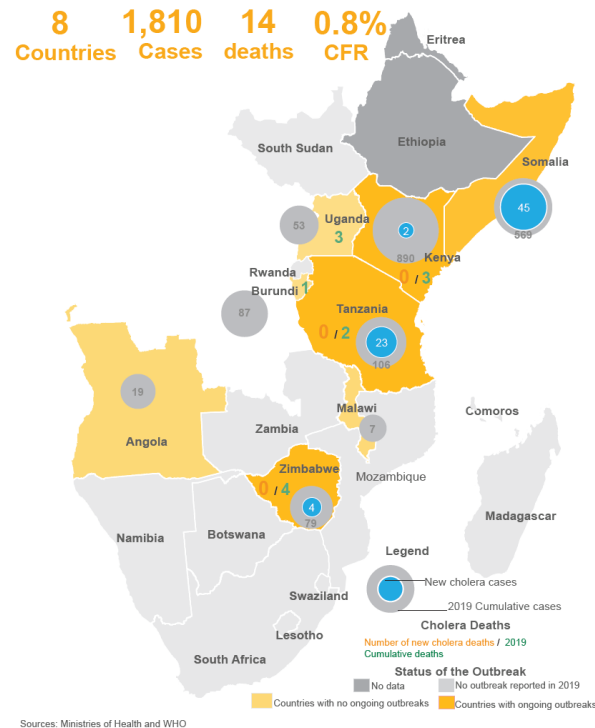 8 1,810 14 0.8%
Countries Cases deaths CFR
Eritrea
Ethiopia
South Sudan
Somalia
45
569
Uganda
53
3
2
890
Kenya
0 / 3
Rwanda
Burundi 1
87
Tanzania
0 / 2
23
106
19
Angola
Zambia
Malawi
7
Comoros
Mozambique
Zimbabwe
0 / 4
4
79
Madagascar
Namibia
Botswana
Swaziland
Lesotho
South Africa
Legend
New cholera cases
2019 Cumulative cases
Cholera Deaths
Number of new cholera deaths / 2019
Cumulative deaths
Status of the Outbreak
No data
No outbreak reported in 2019
Countries with no ongoing outbreaks
Countries with ongoing outbreaks
Sources: Ministries of Health and WHO